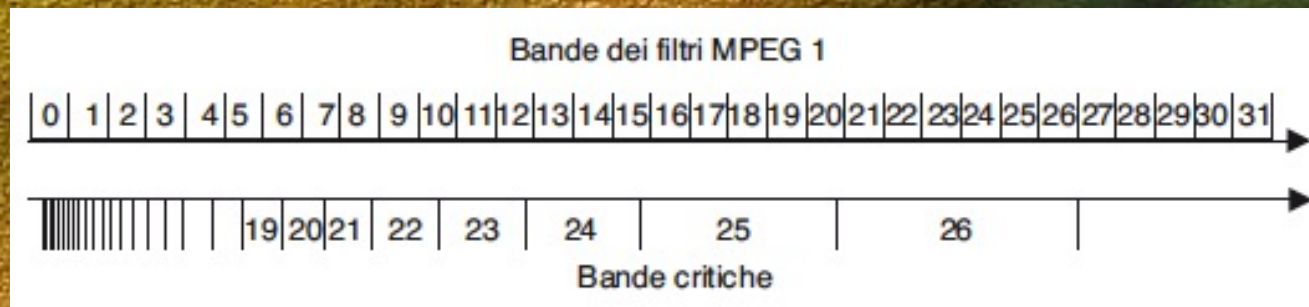 Bande dei filtri MPEG 1
0 1 2 3 4 5 6 7 8 9 10 11 12 13 14 15 16 17 18 19 20 21 22 23 24 25 26 27 28 29 30 31
19 20 21 22 23 24 25 26
Bande critiche